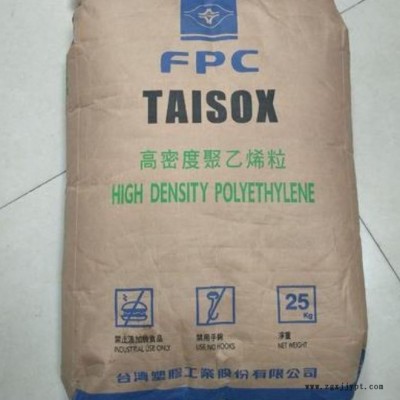 FPC
TAISOX
高密度聚乙烯粒
HIGH DENSITY POLYETHYLENE
25
Kg
禁止添加於食品
禁用手鉤
淨重
INDUSTRIAL USE ONLY
USE NO HOOKS
NET WEIGHT
台灣塑膠工業股份有限公司